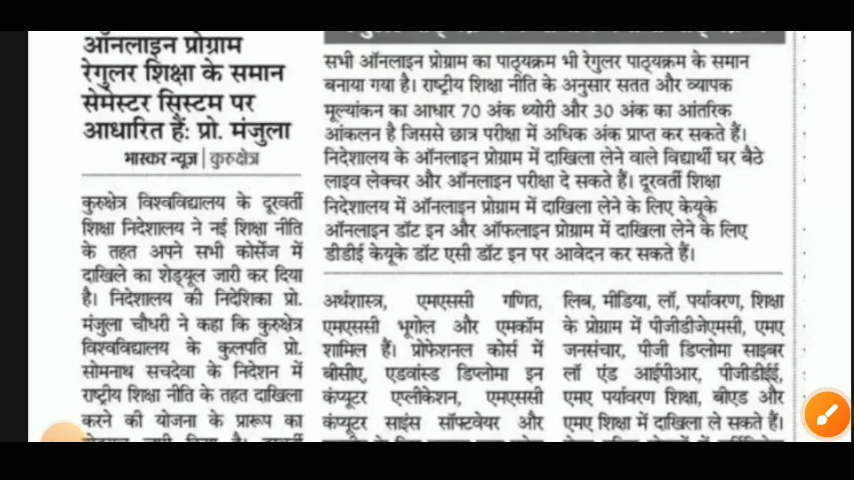 ऑनलाइन प्रोग्राम
रेगुलर शिक्षा के समान
सेमेस्टर सिस्टम पर
आधारित हैं: प्रो. मंजुला
भास्कर न्यूज | कुरुक्षेत्र
कुरुक्षेत्र विश्वविद्यालय के दूरवर्ती
शिक्षा निदेशालय ने नई शिक्षा नीति
के तहत अपने सभी कोर्सेज में
दाखिले का शेड्यूल जारी कर दिया
है। निदेशालय की निदेशिका प्रो.
मंजुला चौधरी ने कहा कि कुरुक्षेत्र
विश्वविद्यालय के कुलपति प्रो.
सोमनाथ सचदेवा के निदेशन में
राष्ट्रीय शिक्षा नीति के तहत दाखिला
करने की योजना के प्रारूप का
सभी ऑनलाइन प्रोग्राम का पाठ्यक्रम भी रेगुलर पाठ्यक्रम के समान
बनाया गया है। राष्ट्रीय शिक्षा नीति के अनुसार सतत और व्यापक
मूल्यांकन का आधार 70 अंक थ्योरी और 30 अंक का आंतरिक
आंकलन है जिससे छात्र परीक्षा में अधिक अंक प्राप्त कर सकते हैं।
निदेशालय के ऑनलाइन प्रोग्राम में दाखिला लेने वाले विद्यार्थी घर बैठे
लाइव लेक्चर और ऑनलाइन परीक्षा दे सकते हैं। दूरवर्ती शिक्षा
निदेशालय में ऑनलाइन प्रोग्राम में दाखिला लेने के लिए केयूके
ऑनलाइन डॉट इन और ऑफलाइन प्रोग्राम में दाखिला लेने के लिए
डीडीई केयूके डॉट एसी डॉट इन पर आवेदन कर सकते हैं।
अर्थशास्त्र, एमएससी गणित,
एमएससी भूगोल और एमकॉम
शामिल हैं। प्रोफेशनल कोर्स में
बीसीए, एडवांस्ड डिप्लोमा इन
कंप्यूटर एप्लीकेशन, एमएससी
कंप्यूटर साइंस सॉफ्टवेयर और
लिब, मीडिया, लॉ, पर्यावरण, शिक्षा
के प्रोग्राम में पीजीडीजेएमसी, एमए
जनसंचार, पीजी डिप्लोमा साइबर
लॉ एंड आईपीआर, पीजीडीईई,
एमए पर्यावरण शिक्षा, बीएड और
एमए शिक्षा में दाखिला ले सकते हैं।